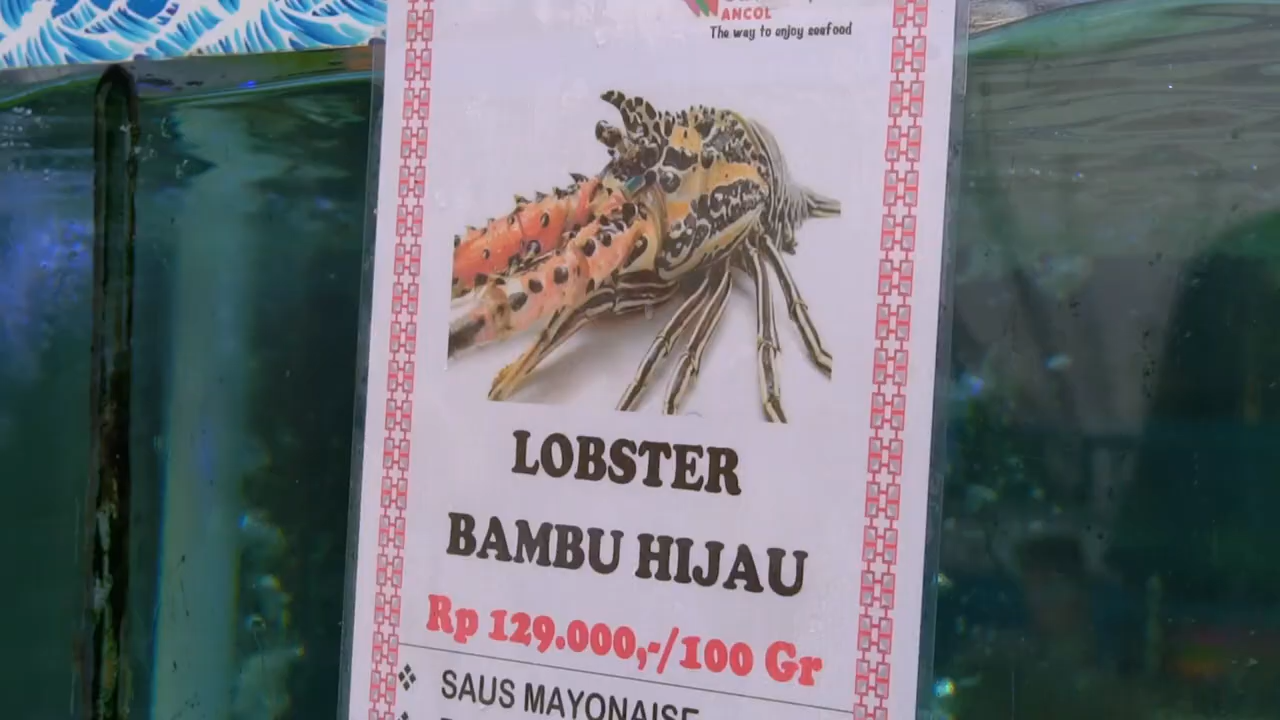 ANCOL
The way to enjoy seafood
LOBSTER
BAMBU HIJAU
Rp 129.000,-/100 Gr
SAUS MAYONAISE